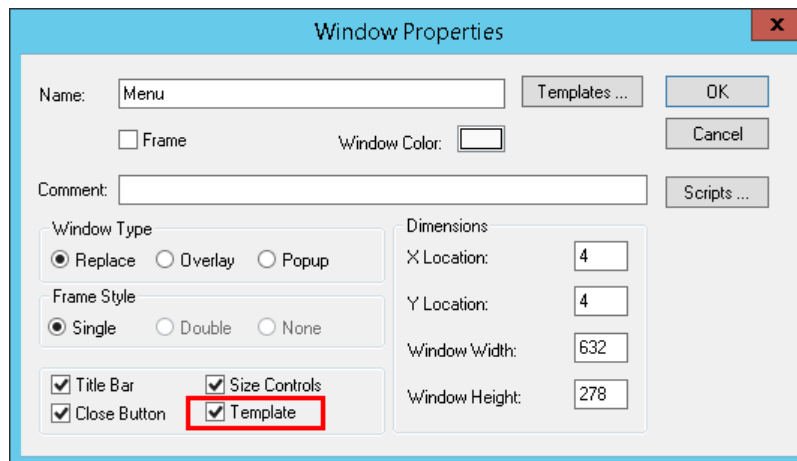 Window Properties
x
Name: Menu Templates ... OK
Frame Window Color: Cancel
Comment: Scripts ...
Window Type
Replace Overlay Popup
Frame Style
Single Double None
Title Bar Size Controls
Close Button Template
Dimensions
X Location: 4
Y Location: 4
Window Width: 632
Window Height: 278